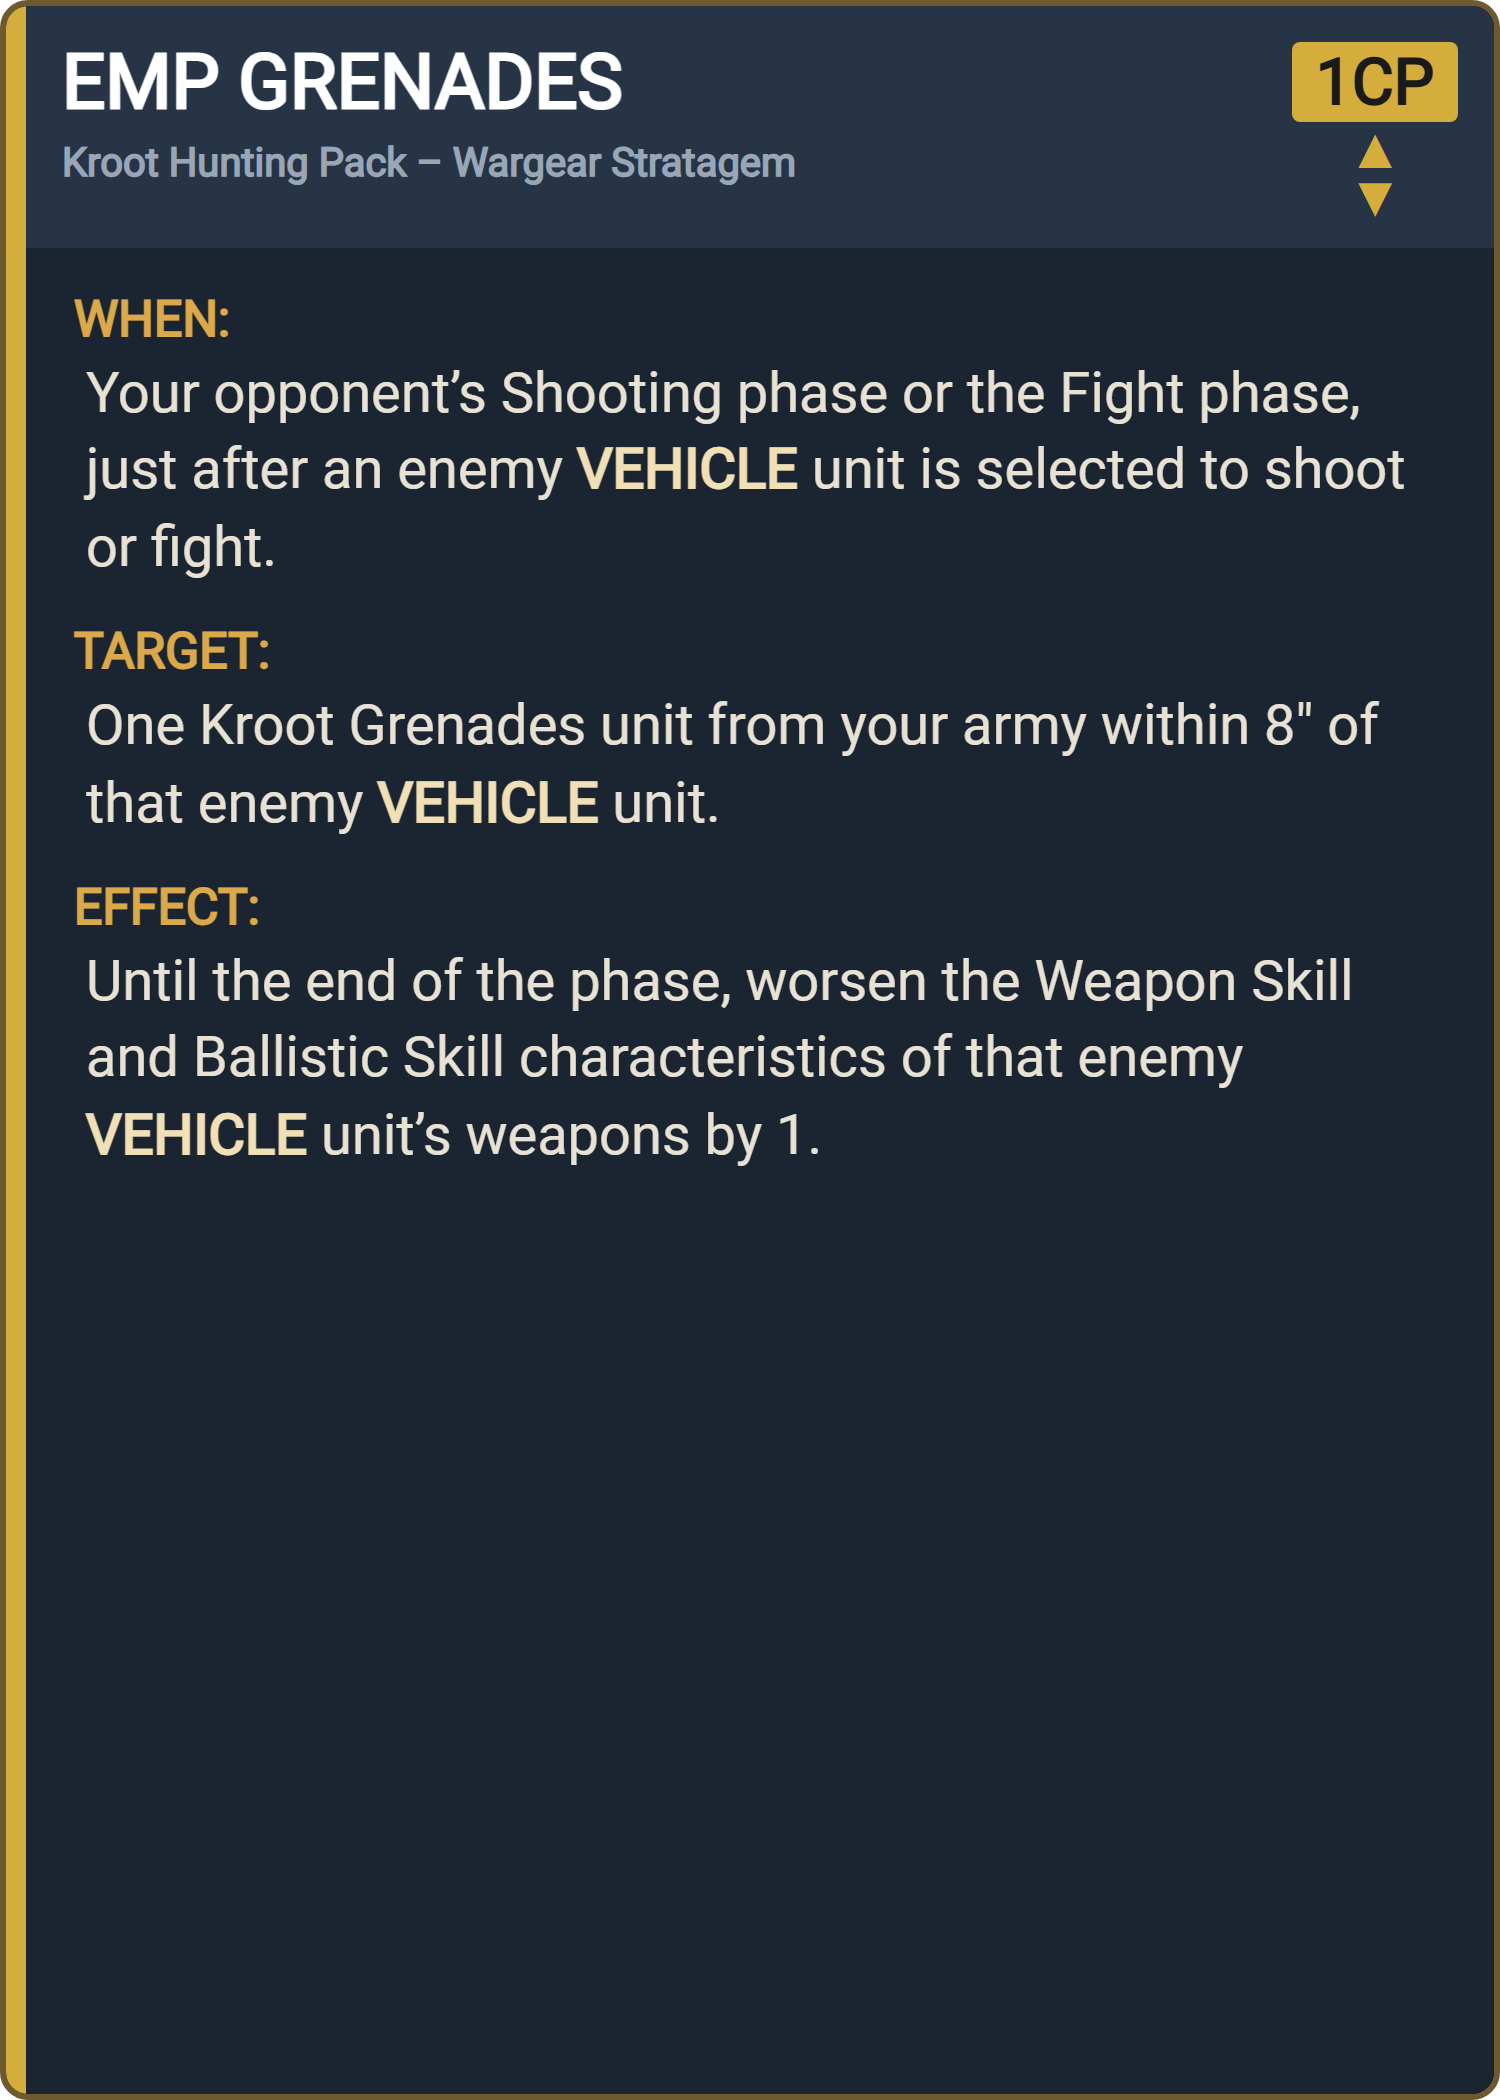 EMP GRENADES
1CP
Kroot Hunting Pack – Wargear Stratagem
▲
▼
WHEN:
Your opponent’s Shooting phase or the Fight phase,
just after an enemy VEHICLE unit is selected to shoot
or fight.
TARGET:
One Kroot Grenades unit from your army within 8" of
that enemy VEHICLE unit.
EFFECT:
Until the end of the phase, worsen the Weapon Skill
and Ballistic Skill characteristics of that enemy
VEHICLE unit’s weapons by 1.